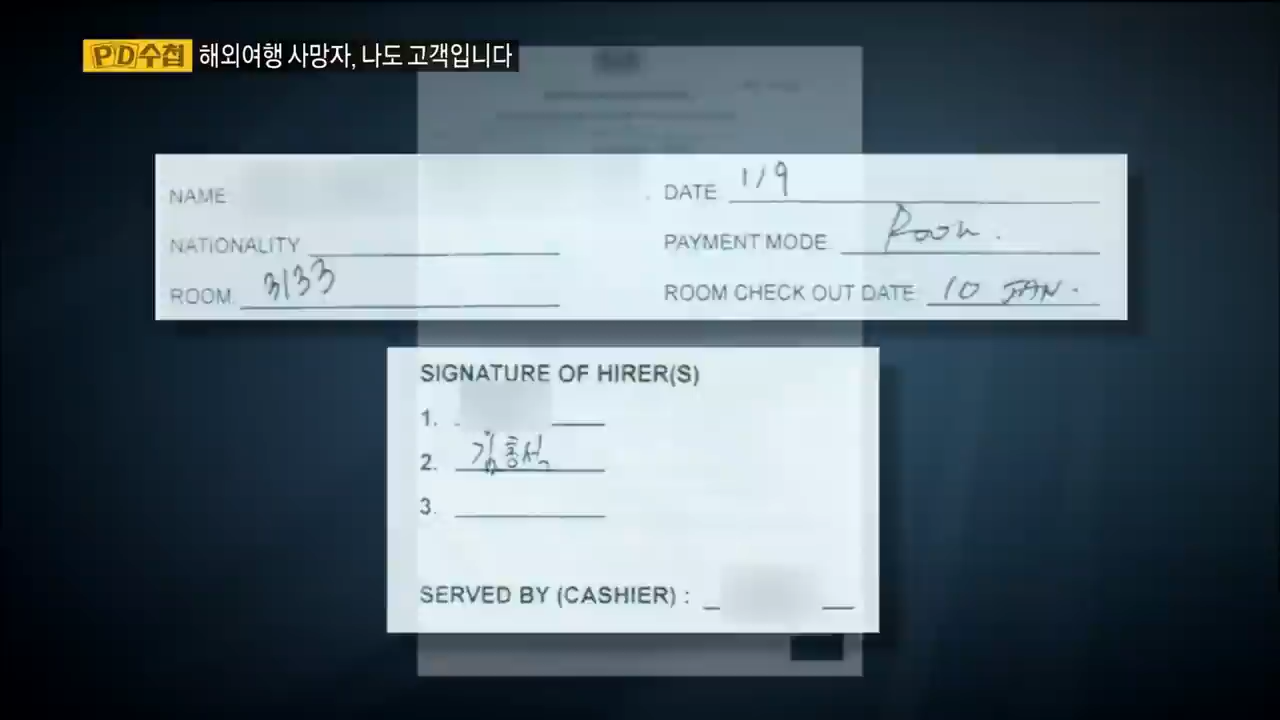 PD수첩 해외여행 사망자, 나도 고객입니다
NAME
DATE 1/9
NATIONALITY
PAYMENT MODE Room.
ROOM 3133
ROOM CHECK OUT DATE 10 JAN.
SIGNATURE OF HIRER(S)
1.
2. 김홍석
3.
SERVED BY (CASHIER) :